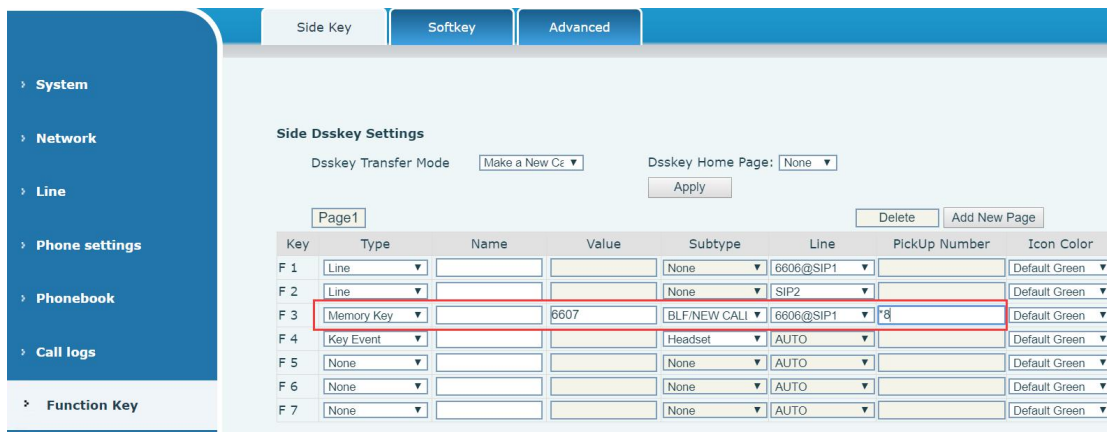 Side Key Softkey Advanced
System
Network
Line
Phone settings
Phonebook
Call logs
Function Key
Side Dsskey Settings
Dsskey Transfer Mode Make a New Ca Dsskey Home Page: None
Apply
Page1 Delete Add New Page
Key Type Name Value Subtype Line PickUp Number Icon Color
F 1 Line None 6606@SIP1 Default Green
F 2 Line None SIP2 Default Green
F 3 Memory Key 6607 BLF/NEW CALL 6606@SIP1 *8 Default Green
F 4 Key Event Headset AUTO Default Green
F 5 None None AUTO Default Green
F 6 None None AUTO Default Green
F 7 None None AUTO Default Green